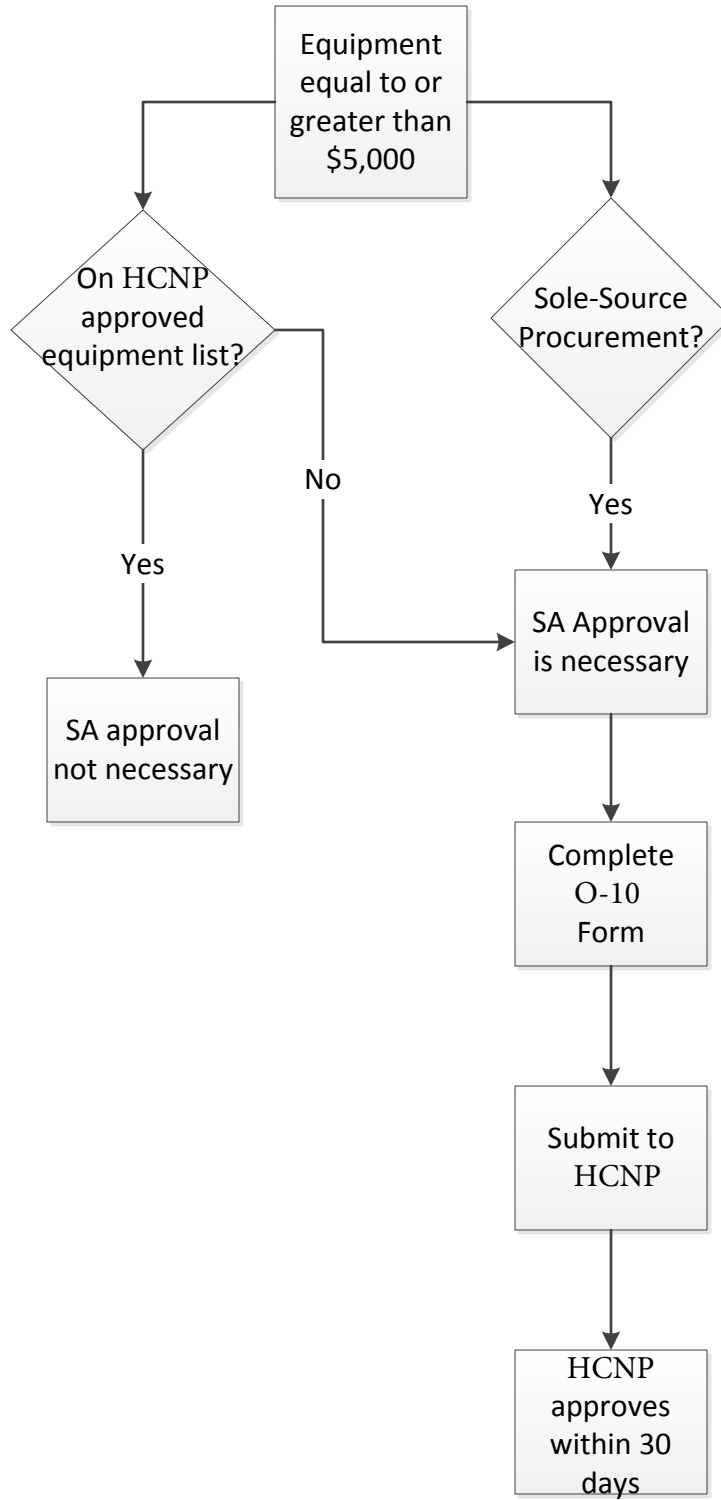 Equipment
equal to or
greater than
$5,000
On HCNP
approved
equipment list?
Sole-Source
Procurement?
No
Yes
Yes
SA Approval
is necessary
SA approval
not necessary
Complete
O-10
Form
Submit to
HCNP
HCNP
approves
within 30
days